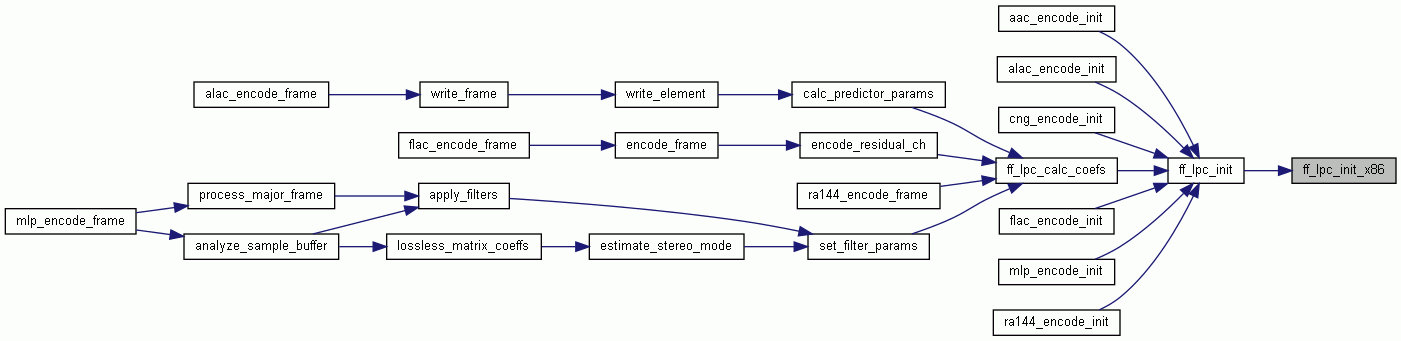 aac_encode_init
alac_encode_init
alac_encode_frame
write_frame
write_element
calc_predictor_params
cng_encode_init
flac_encode_frame
encode_frame
encode_residual_ch
ff_lpc_calc_coefs
ff_lpc_init
ff_lpc_init_x86
process_major_frame
apply_filters
ra144_encode_frame
mlp_encode_frame
flac_encode_init
analyze_sample_buffer
lossless_matrix_coeffs
estimate_stereo_mode
set_filter_params
mlp_encode_init
ra144_encode_init